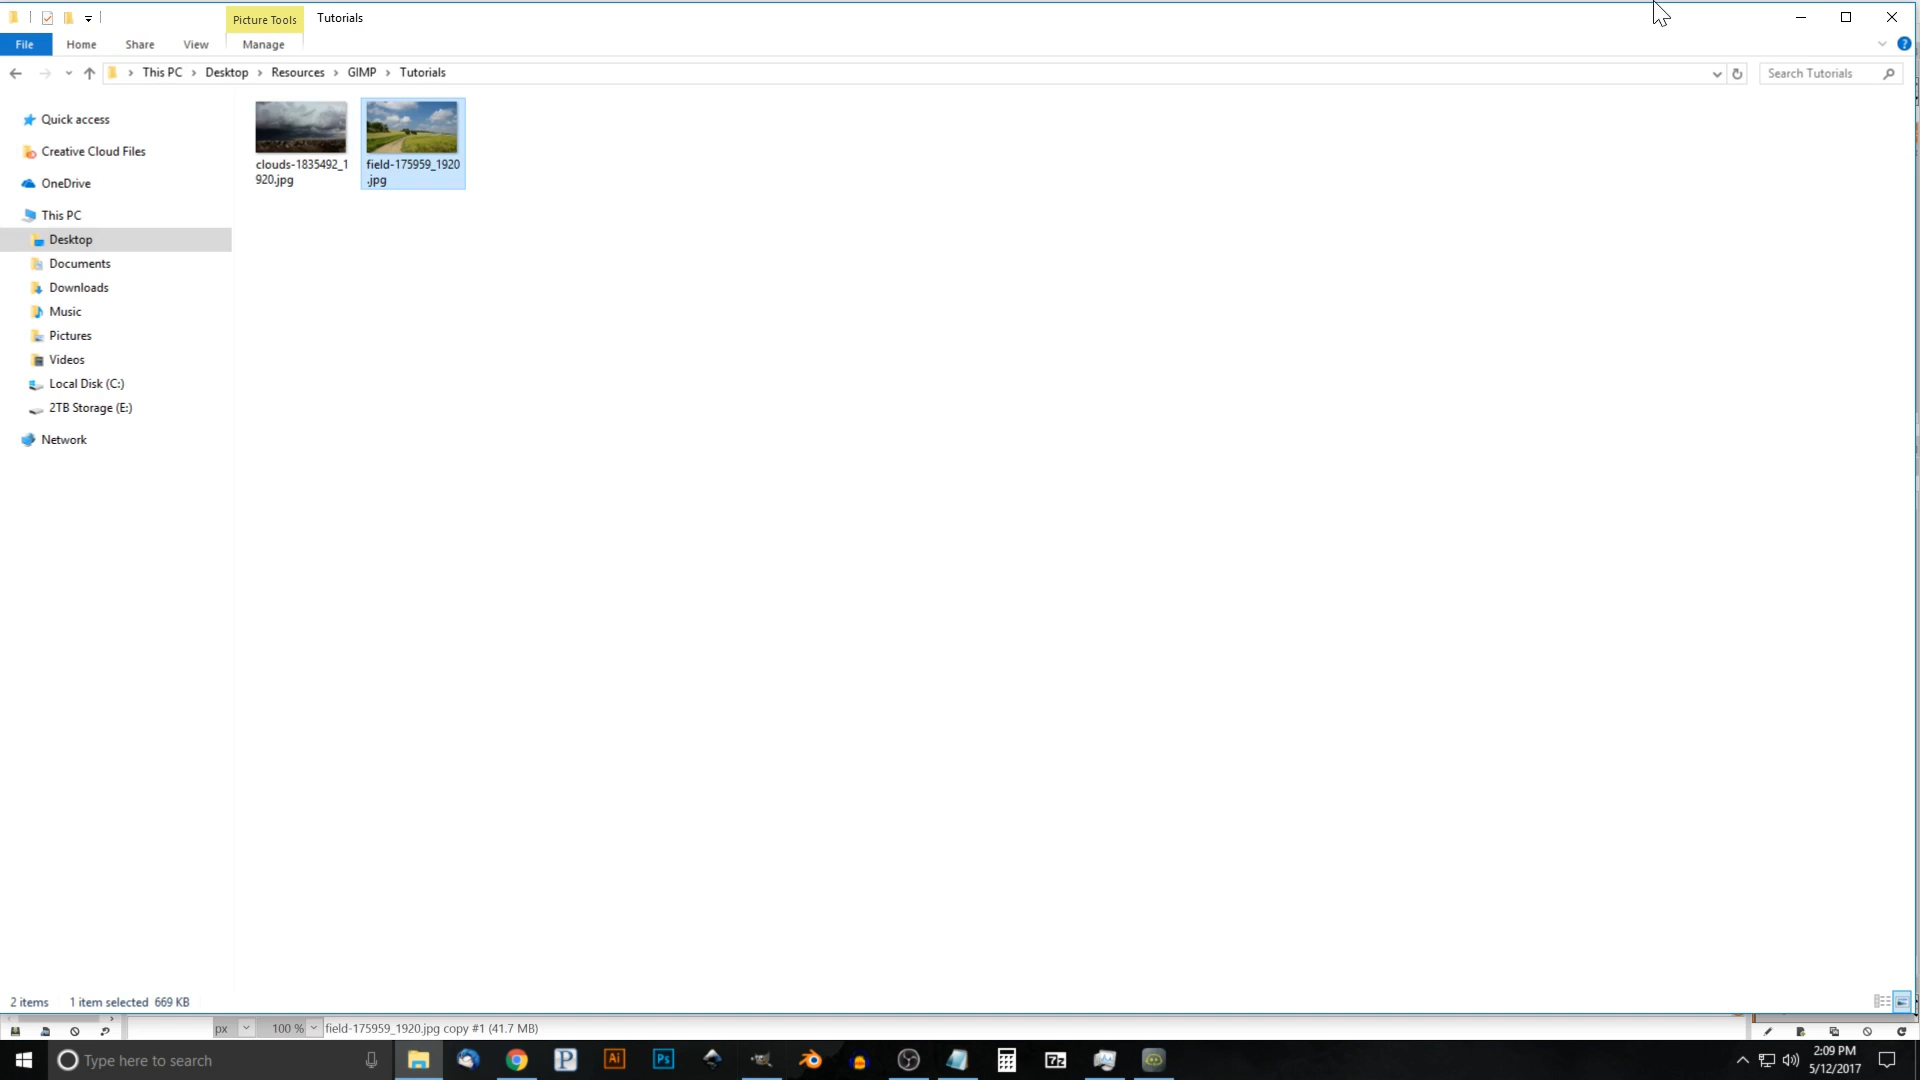 Picture Tools
Tutorials
File
Home
Share
View
Manage
This PC
Desktop
Resources
GIMP
Tutorials
Search Tutorials
Quick access
Creative Cloud Files
OneDrive
This PC
Desktop
Documents
Downloads
Music
Pictures
Videos
Local Disk (C:)
2TB Storage (E:)
Network
clouds-1835492_1
920.jpg
field-175959_1920
.jpg
2 items
1 item selected 669 KB
px
100 %
field-175959_1920.jpg copy #1 (41.7 MB)
Type here to search
P
Ai
Ps
7z
2:09 PM
5/12/2017